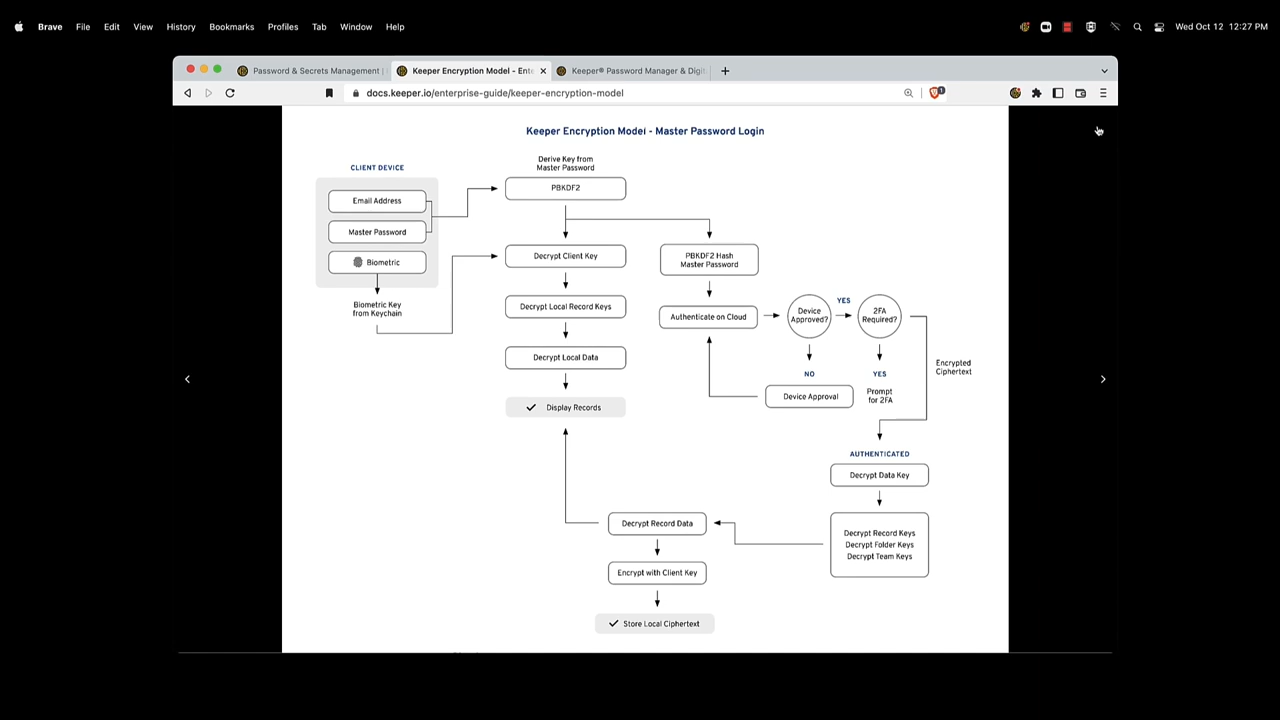 Brave File Edit View History Bookmarks Profiles Tab Window Help
Wed Oct 12 12:27 PM
Password & Secrets Management |
Keeper Encryption Model - Ente
Keeper® Password Manager & Digit
docs.keeper.io/enterprise-guide/keeper-encryption-model
1
Keeper Encryption Model - Master Password Login
CLIENT DEVICE
Email Address
Master Password
Biometric
Biometric Key
from Keychain
Derive Key from
Master Password
PBKDF2
Decrypt Client Key
Decrypt Local Record Keys
Decrypt Local Data
Display Records
PBKDF2 Hash
Master Password
Authenticate on Cloud
Device
Approved?
YES
2FA
Required?
NO
Device Approval
YES
Prompt
for 2FA
Encrypted
Ciphertext
AUTHENTICATED
Decrypt Data Key
Decrypt Record Keys
Decrypt Folder Keys
Decrypt Team Keys
Decrypt Record Data
Encrypt with Client Key
Store Local Ciphertext